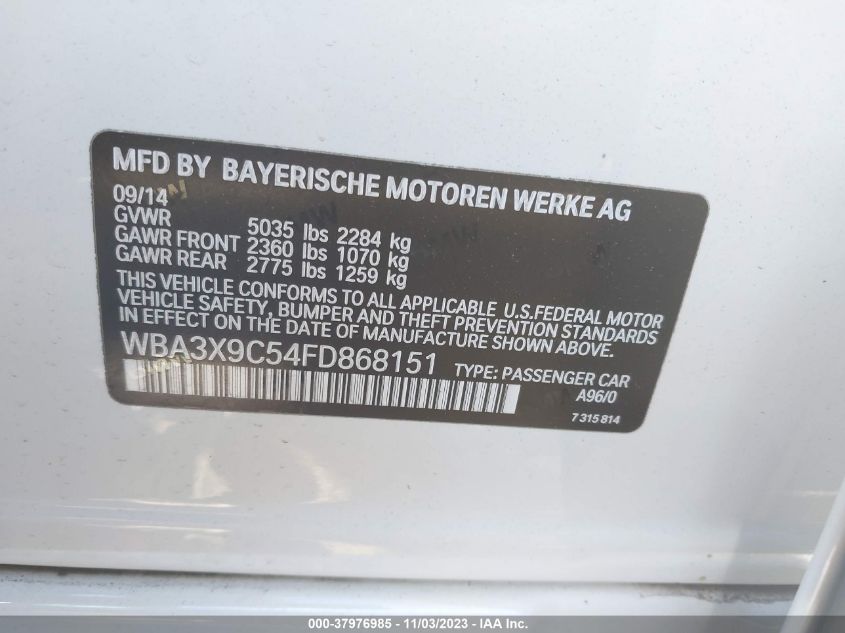 MFD BY BAYERISCHE MOTOREN WERKE AG
09/14
GVWR 5035 lbs 2284 kg
GAWR FRONT 2360 lbs 1070 kg
GAWR REAR 2775 lbs 1259 kg
THIS VEHICLE CONFORMS TO ALL APPLICABLE U.S.FEDERAL MOTOR
VEHICLE SAFETY, BUMPER AND THEFT PREVENTION STANDARDS
IN EFFECT ON THE DATE OF MANUFACTURE SHOWN ABOVE.
WBA3X9C54FD868151 TYPE: PASSENGER CAR
A96/0
7 315 814
000-37976985 - 11/03/2023 - IAA Inc.